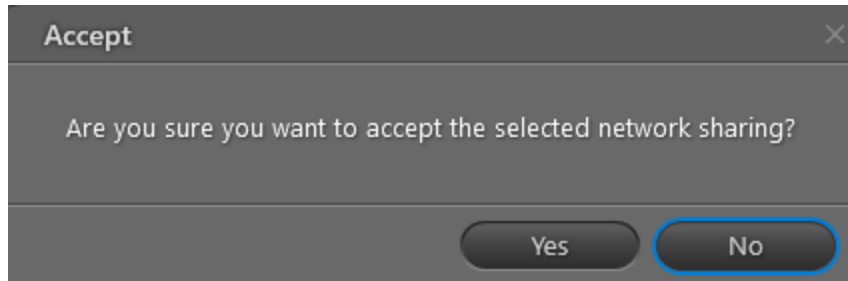 Accept
Are you sure you want to accept the selected network sharing?
Yes No